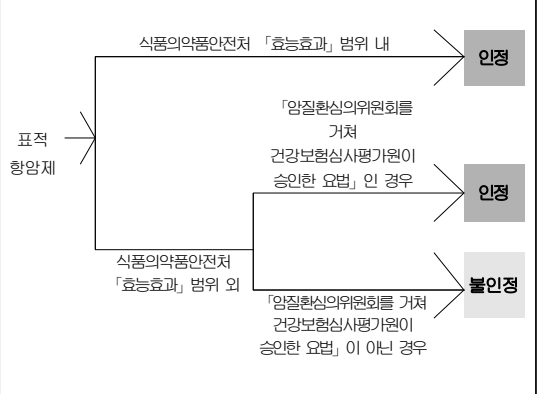 식품의약품안전처 「효능효과」범위 내
인정
「암질환심의위원회를
거쳐
건강보험심사평가원이
승인한 요법」인 경우
인정
표적
항암제
식품의약품안전처
「효능효과」범위 외
불인정
「암질환심의위원회를 거쳐
건강보험심사평가원이
승인한 요법」이 아닌 경우